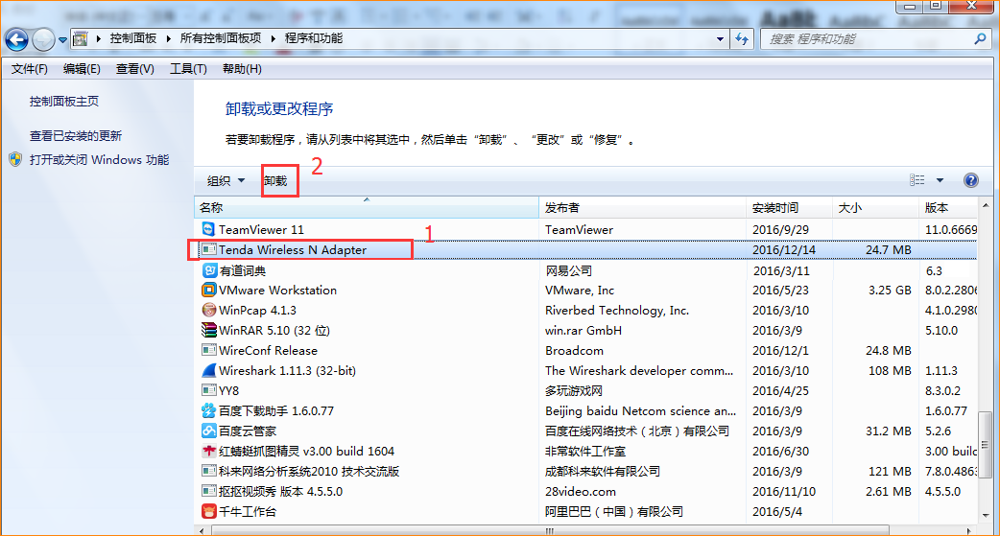 控制面板 ▸ 所有控制面板项 ▸ 程序和功能
搜索 程序和功能
文件(F) 编辑(E) 查看(V) 工具(T) 帮助(H)
控制面板主页
查看已安装的更新
打开或关闭 Windows 功能
卸载或更改程序
若要卸载程序，请从列表中将其选中，然后单击“卸载”、“更改”或“修复”。
组织 卸载 2
名称 发布者 安装时间 大小 版本
TeamViewer 11 TeamViewer 2016/9/29 11.0.6669
1
Tenda Wireless N Adapter 2016/12/14 24.7 MB
有道词典 网易公司 2016/3/11 6.3
VMware Workstation VMware, Inc 2016/5/23 3.25 GB 8.0.2.2806
WinPcap 4.1.3 Riverbed Technology, Inc. 2016/3/10 4.1.0.2980
WinRAR 5.10 (32 位) win.rar GmbH 2016/3/9 5.10.0
WireConf Release Broadcom 2016/12/1 24.8 MB
Wireshark 1.11.3 (32-bit) The Wireshark developer comm... 2016/3/10 108 MB 1.11.3
YY8 多玩游戏网 2016/4/25 8.3.0.2
百度下载助手 1.6.0.77 Beijing baidu Netcom science an... 2016/3/9 1.6.0.77
百度云管家 百度在线网络技术（北京）有限公司 2016/3/9 31.2 MB 5.2.6
红蜻蜓抓图精灵 v3.00 build 1604 非常软件工作室 2016/6/30 3.00 build
科来网络分析系统2010 技术交流版 成都科来软件有限公司 2016/3/9 121 MB 7.8.0.4863
抠抠视频秀 版本 4.5.5.0 28video.com 2016/11/10 2.61 MB 4.5.5.0
千牛工作台 阿里巴巴（中国）有限公司 2016/5/4